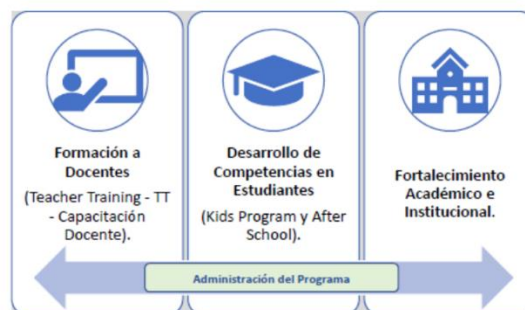 Formación a
Docentes
(Teacher Training - TT
- Capacitación
Docente).
Desarrollo de
Competencias en
Estudiantes
(Kids Program y After
School).
Fortalecimiento
Académico e
Institucional.
Administración del Programa